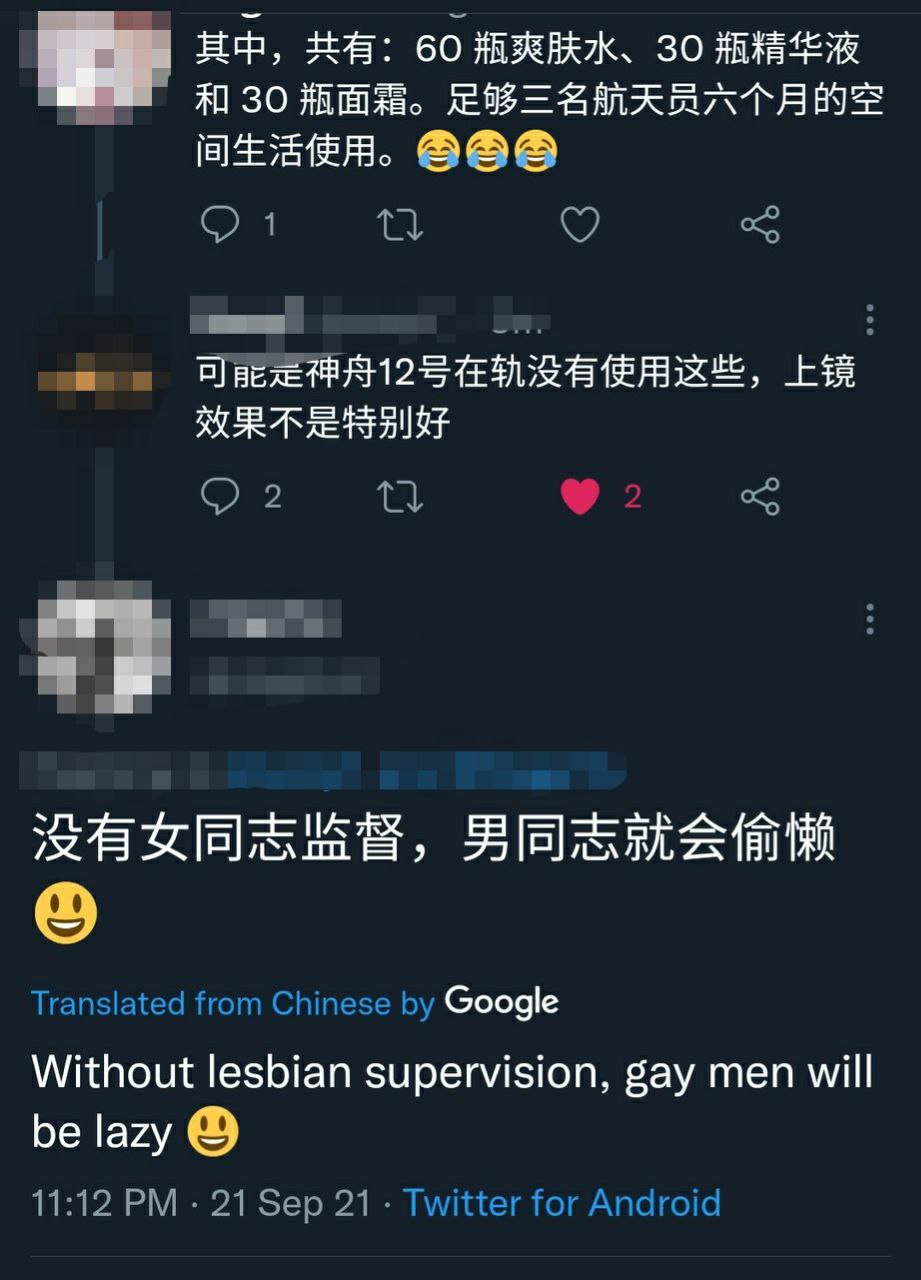 其中，共有：60 瓶爽肤水、30 瓶精华液
和 30 瓶面霜。足够三名航天员六个月的空
间生活使用。😂😂😂
1
可能是神舟12号在轨没有使用这些，上镜
效果不是特别好
2
2
没有女同志监督，男同志就会偷懒
😃
Translated from Chinese by Google
Without lesbian supervision, gay men will
be lazy 😃
11:12 PM · 21 Sep 21 · Twitter for Android